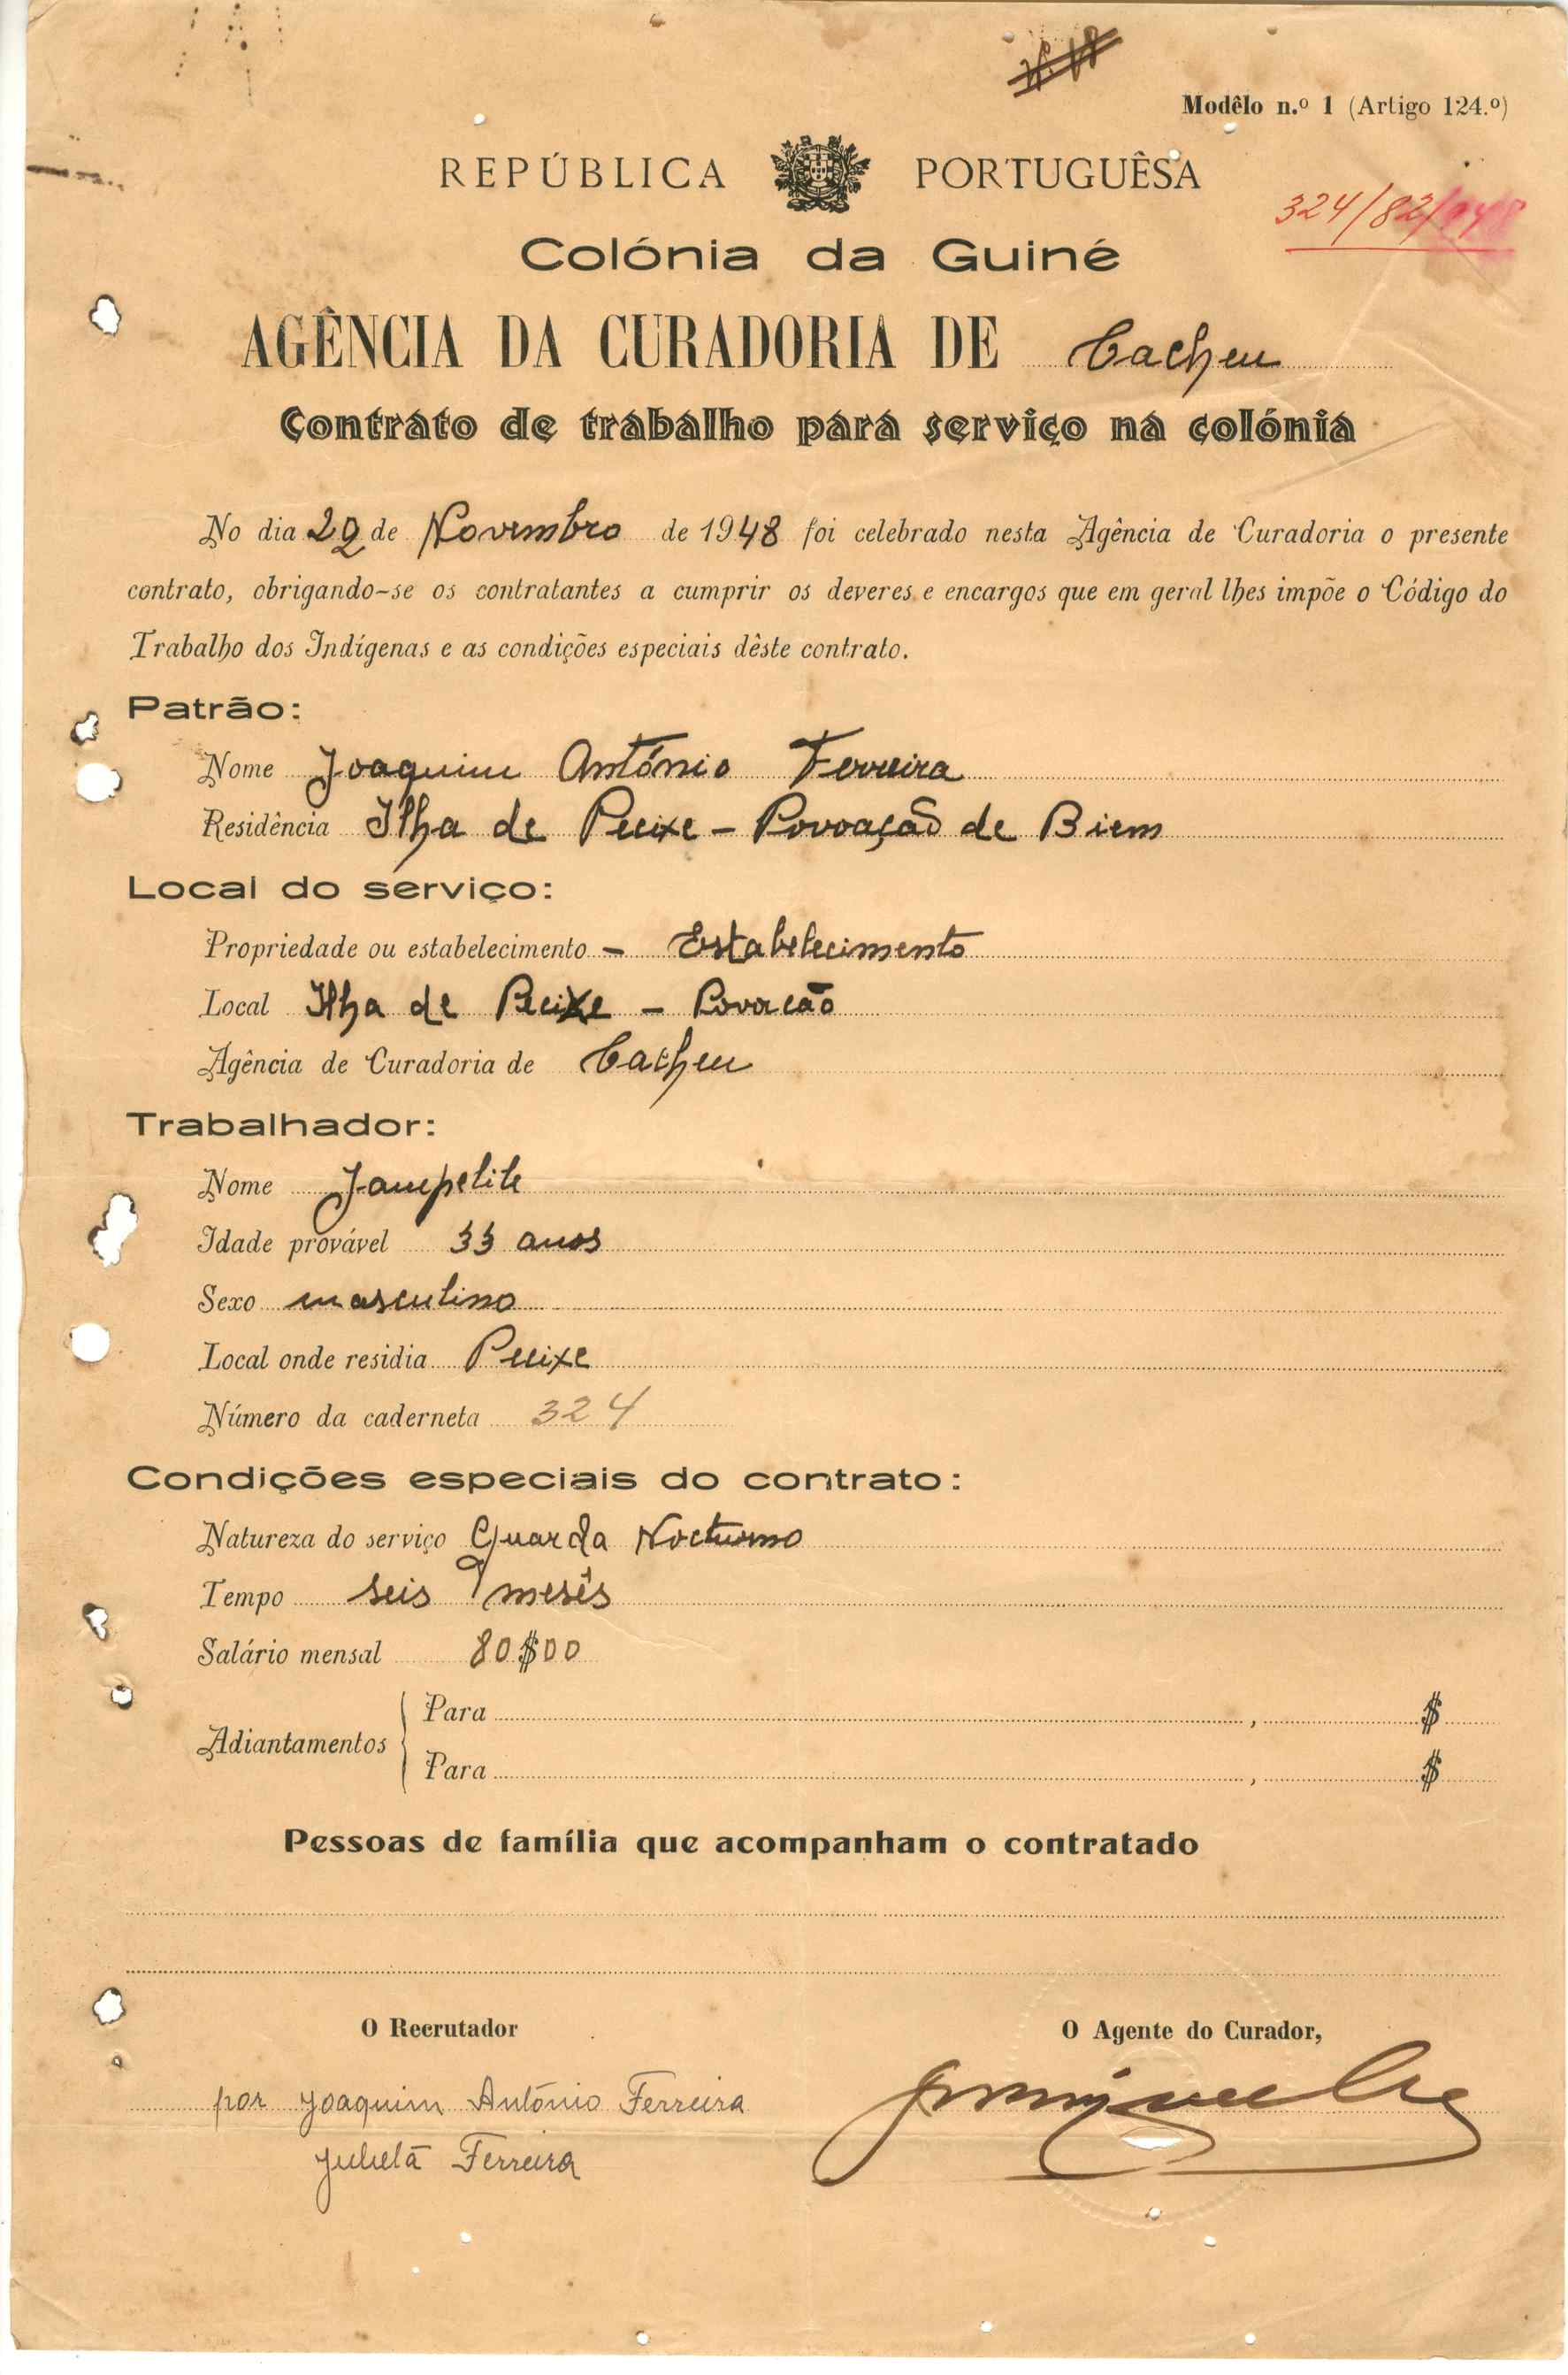 Modêlo n.º 1 (Artigo 124.º)
REPÚBLICA PORTUGUÊSA
324/82/948
Colónia da Guiné
AGÊNCIA DA CURADORIA DE Cacheu
Contrato de trabalho para serviço na colónia
No dia 29 de Novembro de 1948 foi celebrado nesta Agência de Curadoria o presente
contrato, obrigando-se os contratantes a cumprir os deveres e encargos que em geral lhes impõe o Código do
Trabalho dos Indígenas e as condições especiais dêste contrato.
Patrão:
Nome Joaquim António Ferreira
Residência Ilha de Peixe - Povoação de Biem
Local do serviço:
Propriedade ou estabelecimento - Estabelecimento
Local Ilha de Peixe - Povoacão
Agência de Curadoria de Cacheu
Trabalhador:
Nome
Idade provável 33 anos
Sexo masculino
Local onde residia Peixe
Número da caderneta 324
Condições especiais do contrato:
Natureza do serviço Guarda Nocturno
Tempo seis mesês
Salário mensal 80$00
Adiantamentos
Para , $
Para , $
Pessoas de família que acompanham o contratado
O Recrutador
O Agente do Curador,
por Joaquim António Ferreira
Julieta Ferreira